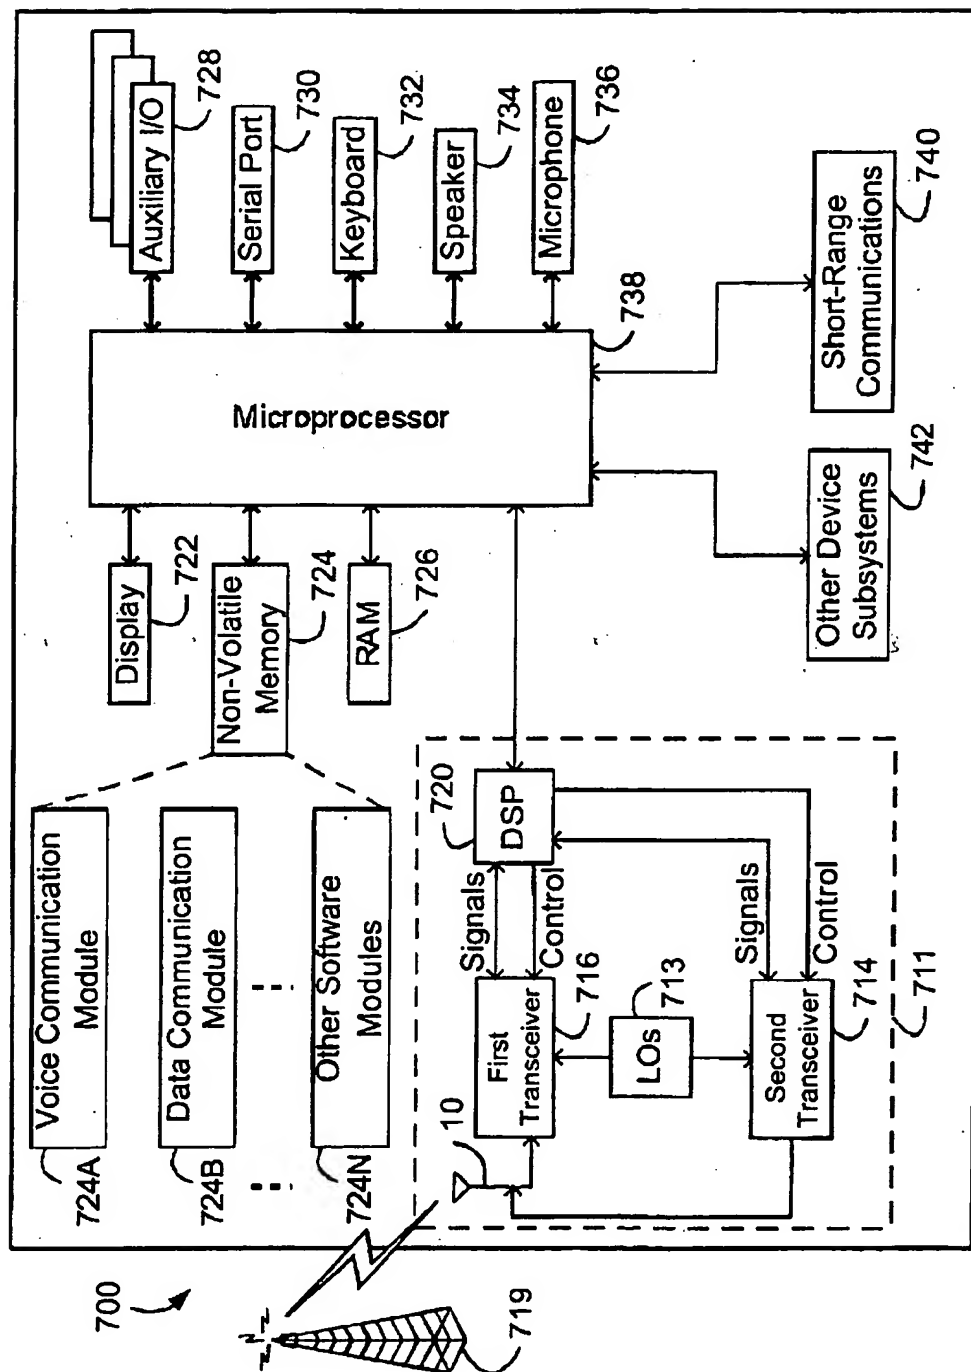 700
719
Voice Communication
Module
724A
Data Communication
Module
724B
Other Software
Modules
724N
Display
722
Non-Volatile
Memory
724
RAM
726
Microprocessor
738
Auxiliary I/O
728
Serial Port
730
Keyboard
732
Speaker
734
Microphone
736
10
First
Transceiver
716
Signals
Control
DSP
720
LOs
713
Second
Transceiver
714
Signals
Control
711
Other Device
Subsystems
742
Short-Range
Communications
740